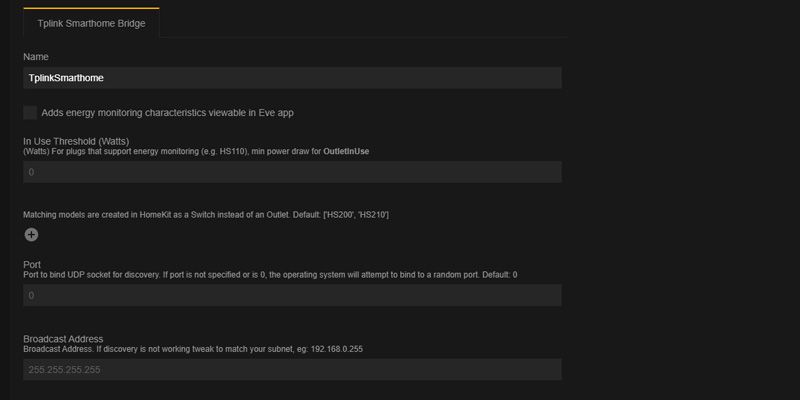 Tplink Smarthome Bridge
Name
TplinkSmarthome
Adds energy monitoring characteristics viewable in Eve app
In Use Threshold (Watts)
(Watts) For plugs that support energy monitoring (e.g. HS110), min power draw for OutletInUse
0
Matching models are created in HomeKit as a Switch instead of an Outlet. Default: ['HS200', 'HS210']
Port
Port to bind UDP socket for discovery. If port is not specified or is 0, the operating system will attempt to bind to a random port. Default: 0
0
Broadcast Address
Broadcast Address. If discovery is not working tweak to match your subnet, eg: 192.168.0.255
255.255.255.255